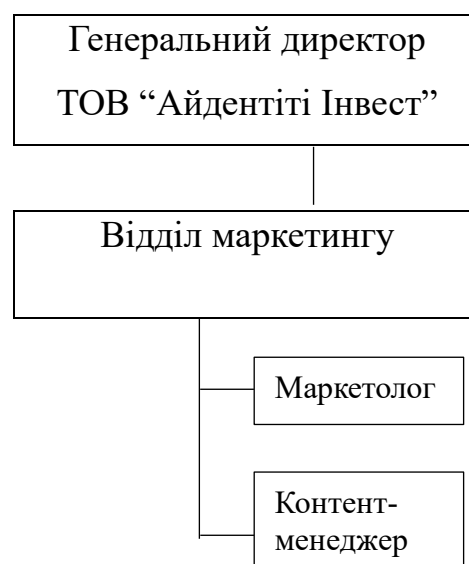 Генеральний директор
ТОВ “Айдентіті Інвест”
Відділ маркетингу
Маркетолог
Контент-
менеджер